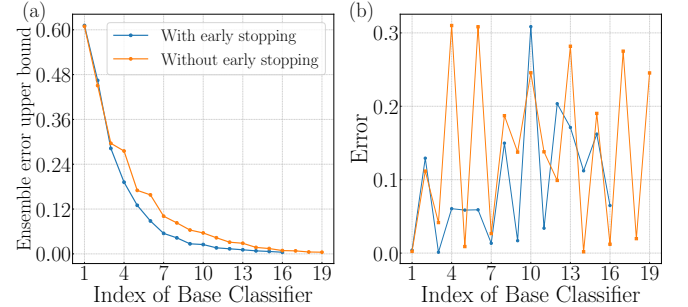 (a)
Ensemble error upper bound
0.60
0.48
0.36
0.24
0.12
0.00
With early stopping
Without early stopping
1 4 7 10 13 16 19
Index of Base Classifier
(b)
Error
0.3
0.2
0.1
0.0
1 4 7 10 13 16 19
Index of Base Classifier